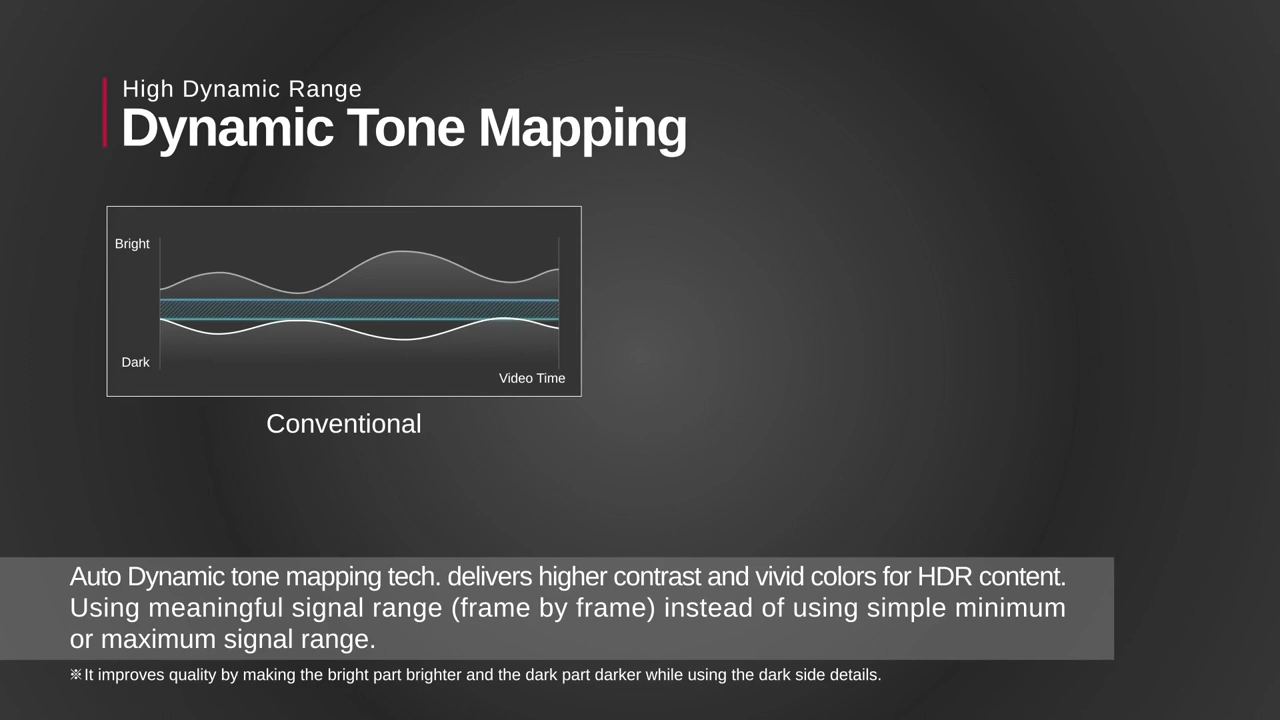 High Dynamic Range
Dynamic Tone Mapping
Bright
Dark
Video Time
Conventional
Auto Dynamic tone mapping tech. delivers higher contrast and vivid colors for HDR content.
Using meaningful signal range (frame by frame) instead of using simple minimum
or maximum signal range.
※It improves quality by making the bright part brighter and the dark part darker while using the dark side details.